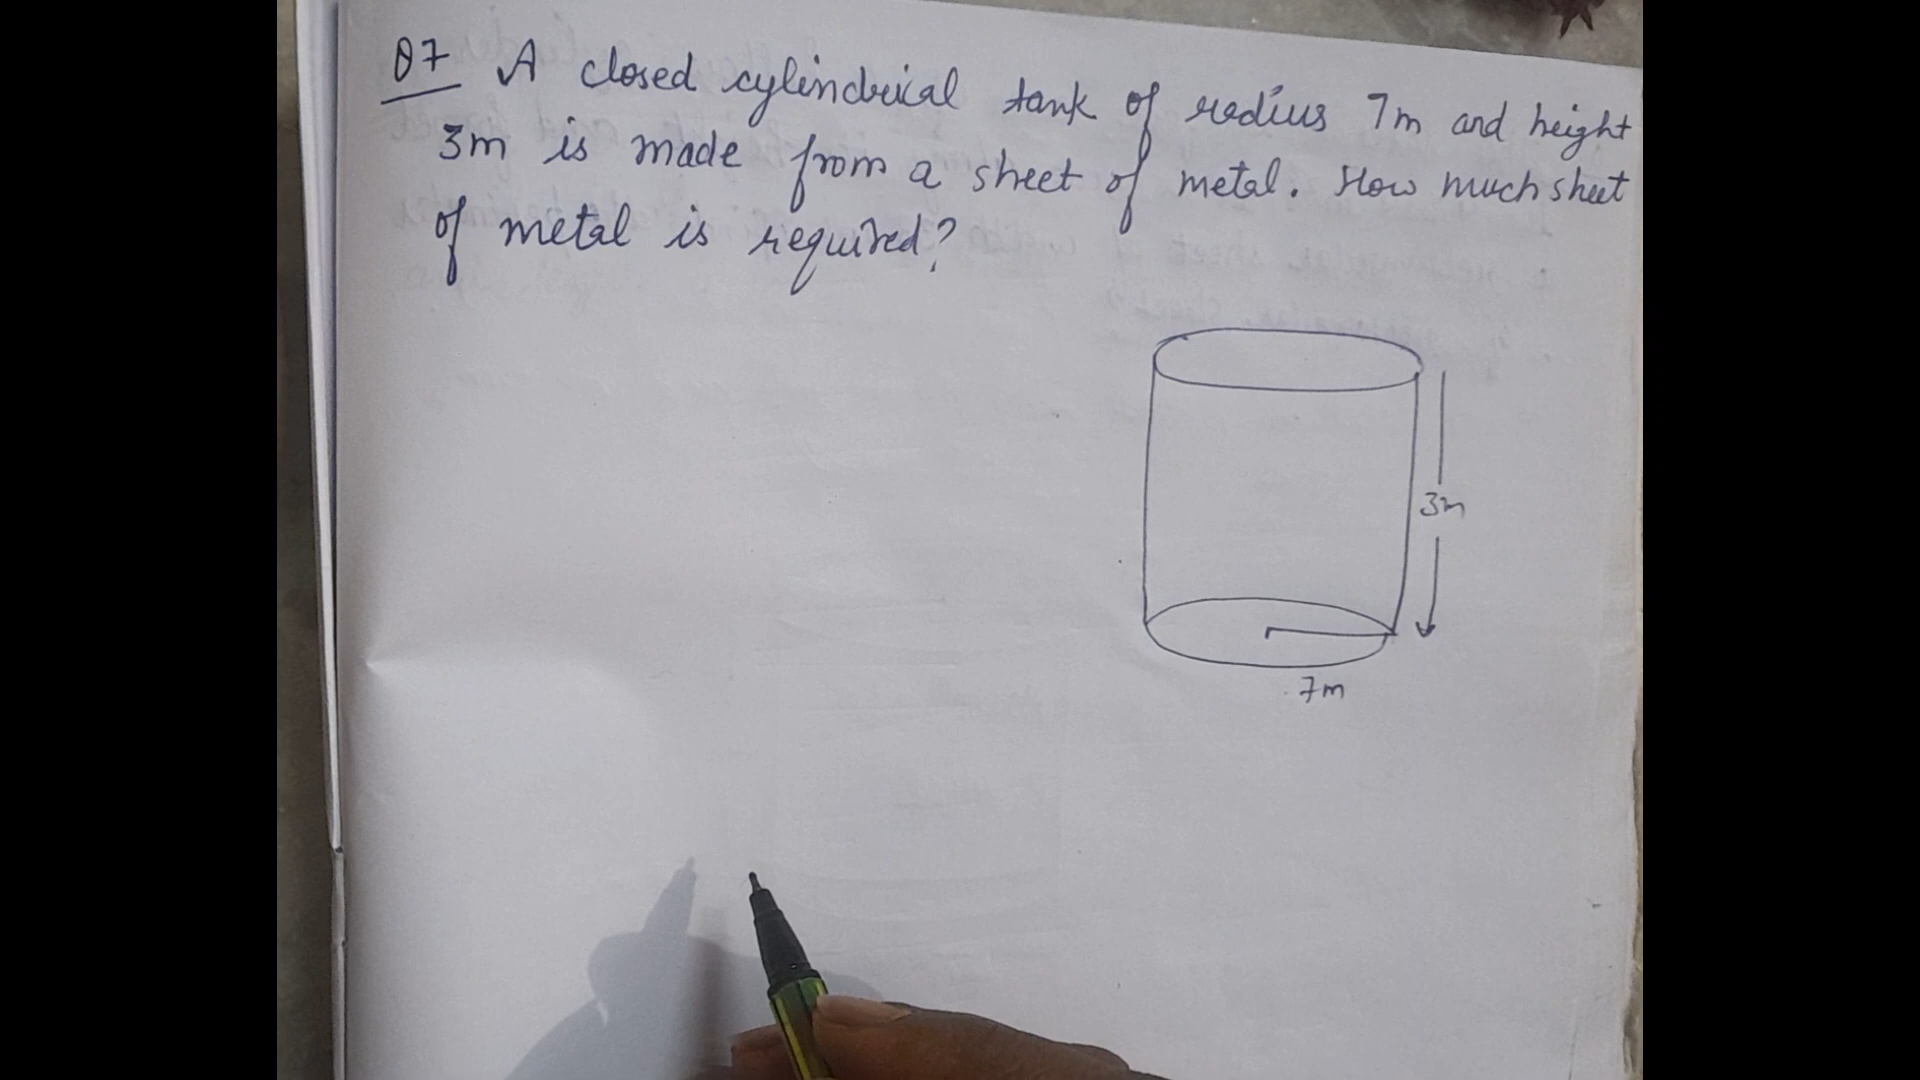 Q7 A closed cylindrical tank of radius 7m and height
3m is made from a sheet of metal. How much sheet
of metal is required?
3m
7m